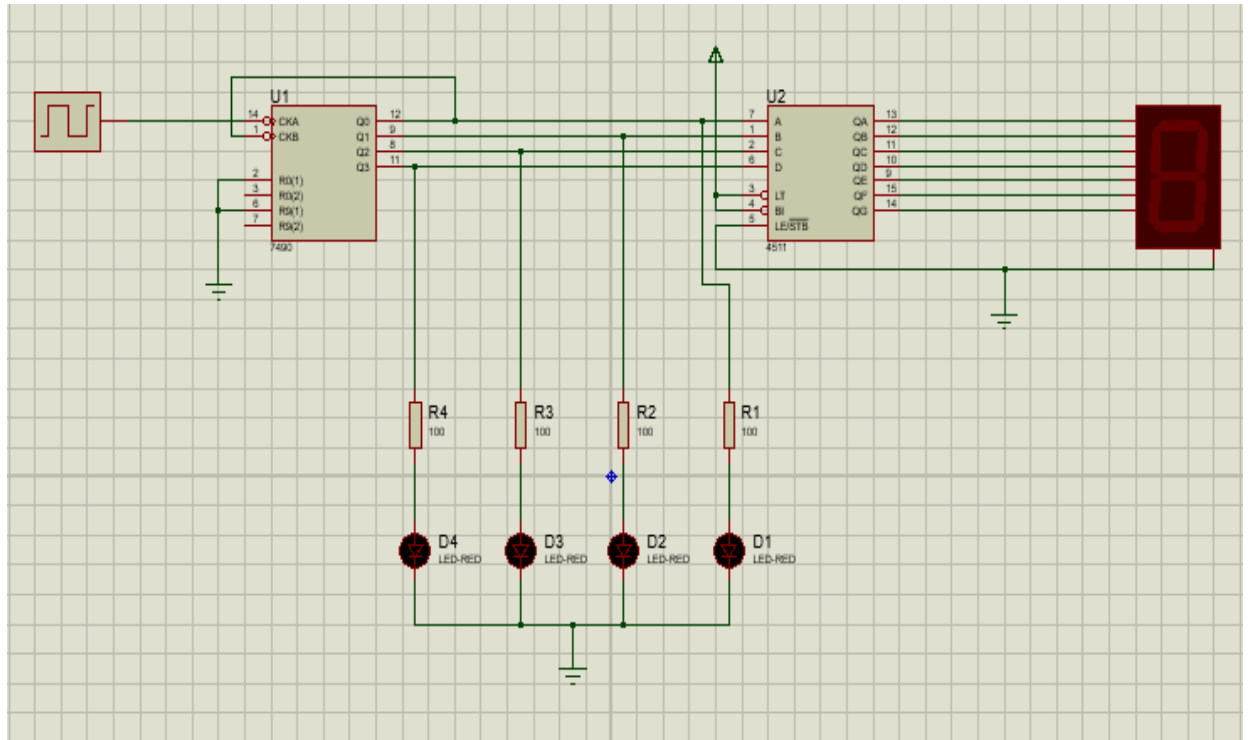 U1
14 CKA Q0 12
1 CKB Q1 9
Q2 8
Q3 11
2 R0(1)
3 R0(2)
6 R9(1)
7 R9(2)
7490
U2
7 A QA 13
1 B QB 12
2 C QC 11
6 D QD 10
QE 9
3 LT QF 15
4 BI QG 14
5 LE/STB
4511
R4
100
R3
100
R2
100
R1
100
D4
LED-RED
D3
LED-RED
D2
LED-RED
D1
LED-RED